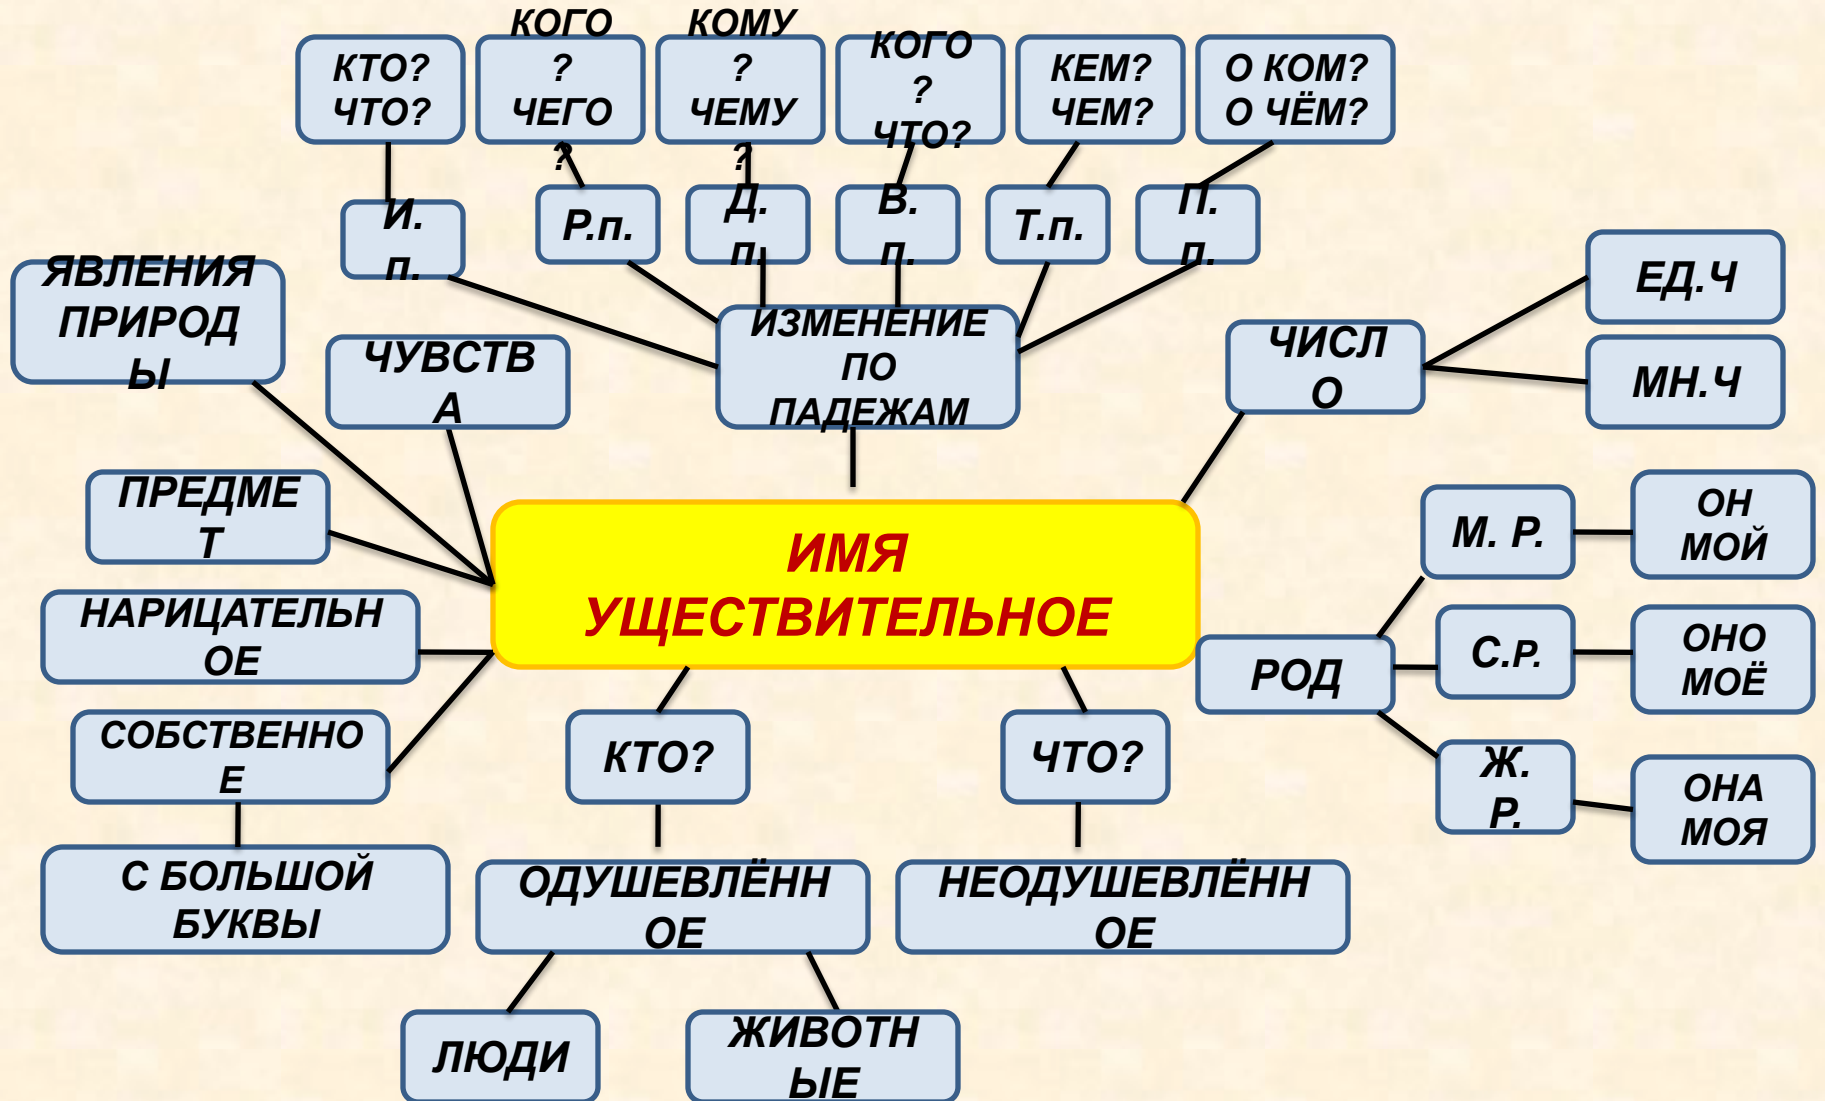 КТО?
ЧТО?
КОГО
?
ЧЕГО
?
КОМУ
?
ЧЕМУ
?
КОГО
?
ЧТО?
КЕМ?
ЧЕМ?
О КОМ?
О ЧЁМ?
И.
п.
Р.п.
Д.
п.
В.
п.
Т.п.
П.
п.
ЯВЛЕНИЯ
ПРИРОД
Ы
ЧУВСТВ
А
ИЗМЕНЕНИЕ
ПО
ПАДЕЖАМ
ЧИСЛ
О
ЕД.Ч
МН.Ч
ПРЕДМЕ
Т
ИМЯ
УЩЕСТВИТЕЛЬНОЕ
М. Р.
ОН
МОЙ
НАРИЦАТЕЛЬН
ОЕ
РОД
С.Р.
ОНО
МОЁ
СОБСТВЕНО
Е
КТО?
ЧТО?
Ж.
Р.
ОНА
МОЯ
С БОЛЬШОЙ
БУКВЫ
ОДУШЕВЛЁНН
ОЕ
НЕОДУШЕВЛЁНН
ОЕ
ЛЮДИ
ЖИВОТН
ЫЕ